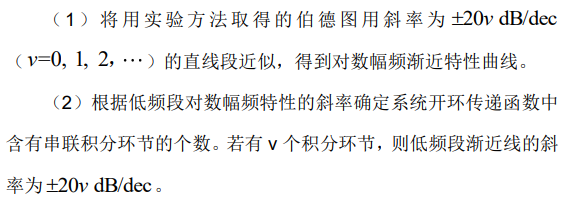 （1）将用实验方法取得的伯德图用斜率为 ±20v dB/dec
（v=0, 1, 2，⋯）的直线段近似，得到对数幅频渐近特性曲线。
（2）根据低频段对数幅频特性的斜率确定系统开环传递函数中
含有串联积分环节的个数。若有 v 个积分环节，则低频段渐近线的斜
率为 ±20v dB/dec。